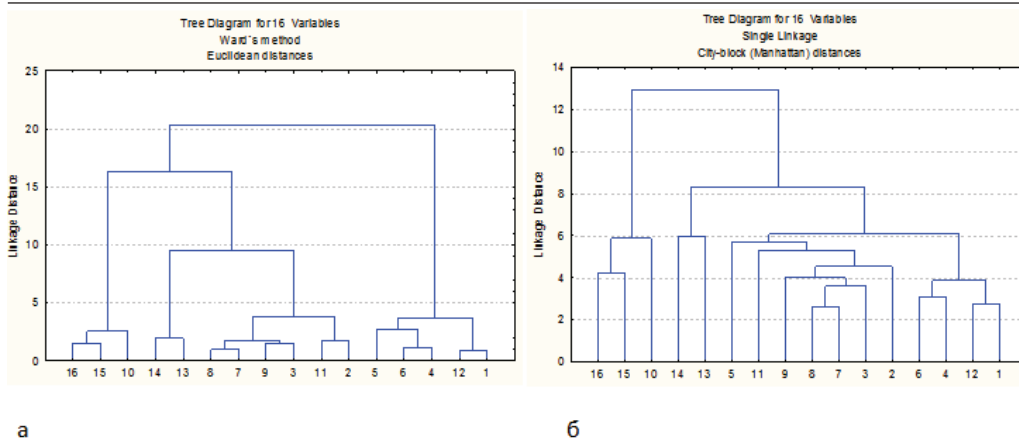 Tree Diagram for 16 Variables
Ward`s method
Euclidean distances
25
20
15
10
5
0
Linkage Distance
16 15 10 14 13 8 7 9 3 11 2 5 6 4 12 1
a
Tree Diagram for 16 Variables
Single Linkage
City-block (Manhattan) distances
14
12
10
8
6
4
2
0
Linkage Distance
16 15 10 14 13 5 11 9 8 7 3 2 6 4 12 1
б